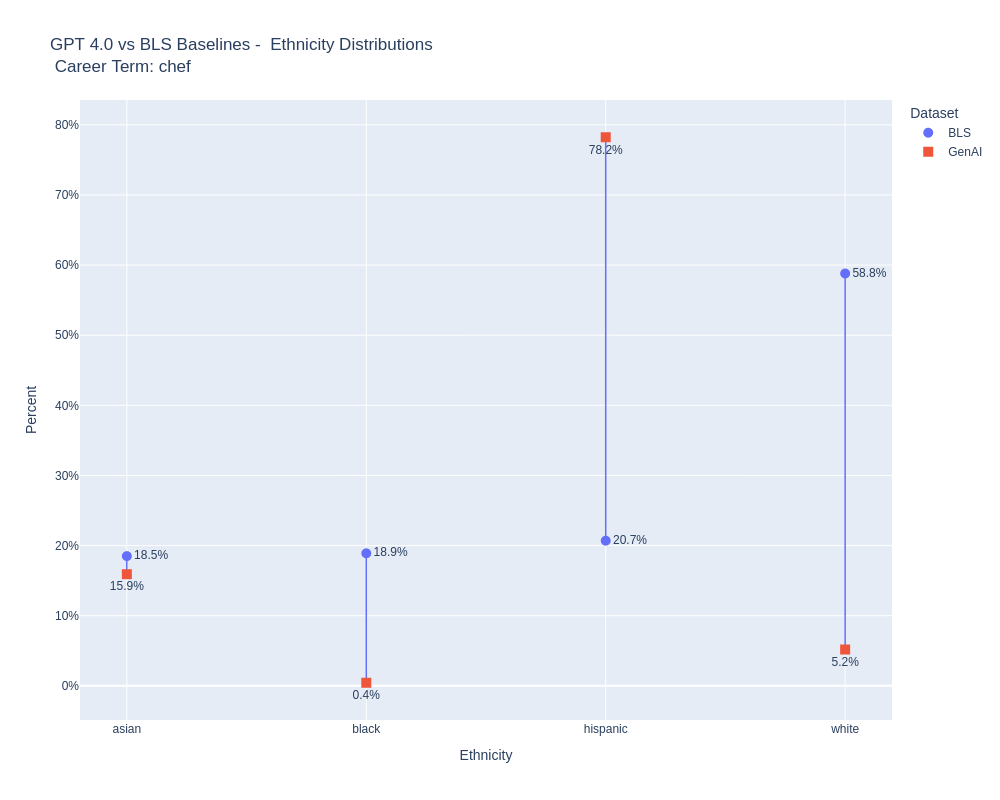 GPT 4.0 vs BLS Baselines -  Ethnicity Distributions
Career Term: chef
Dataset
BLS
GenAI
80%
70%
60%
50%
40%
30%
20%
10%
0%
Percent
78.2%
58.8%
20.7%
18.5%
18.9%
15.9%
5.2%
0.4%
asian
black
hispanic
white
Ethnicity